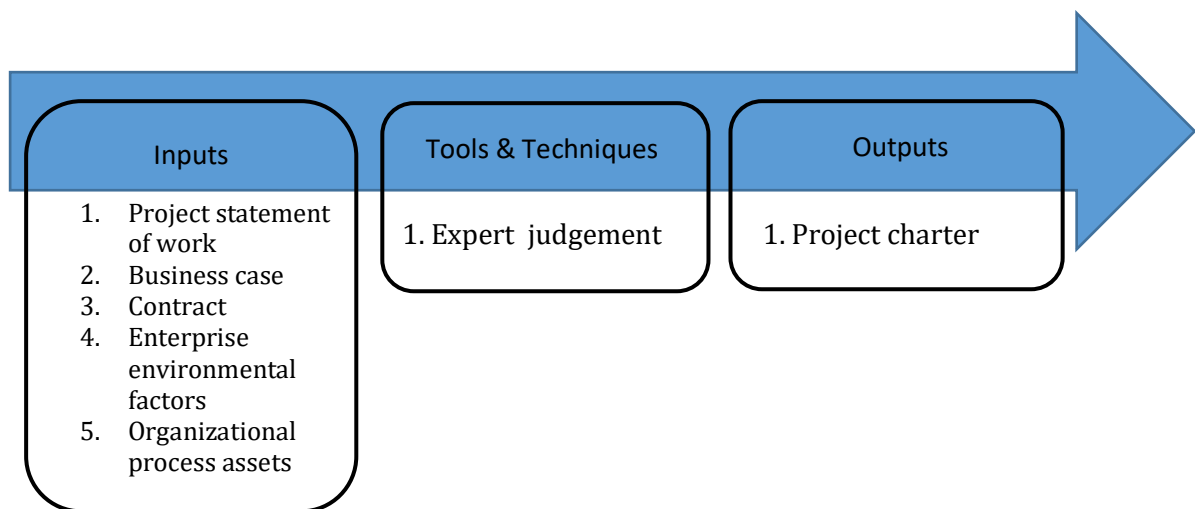 Inputs
1. Project statement
of work
2. Business case
3. Contract
4. Enterprise
environmental
factors
5. Organizational
process assets
Tools & Techniques
1. Expert judgement
Outputs
1. Project charter